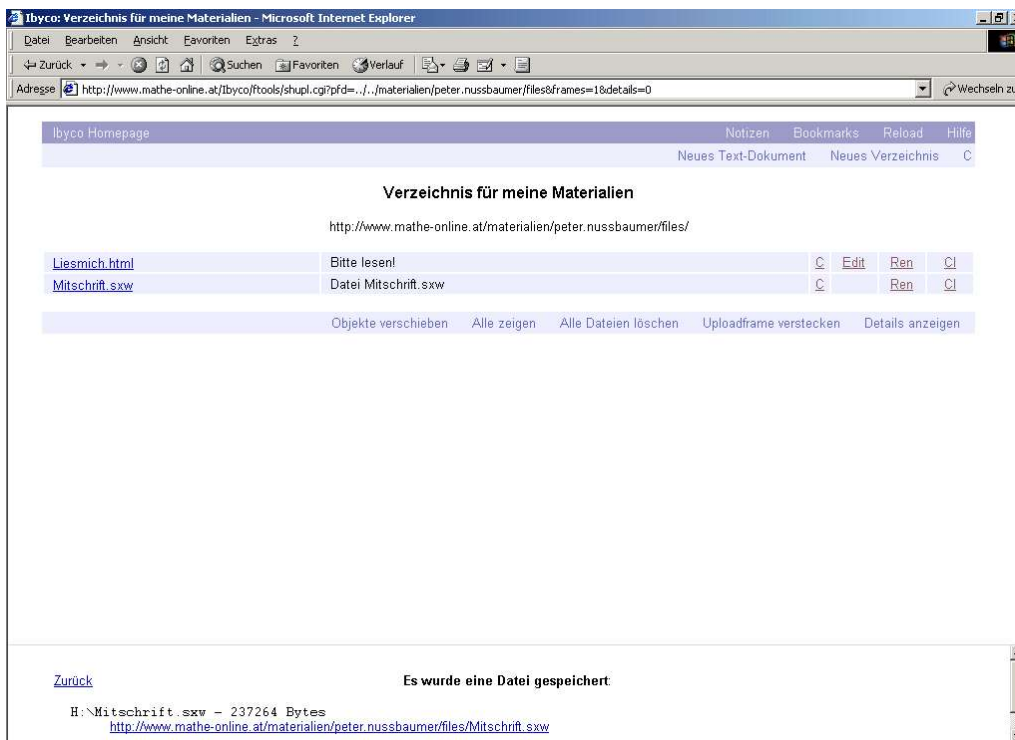 Ibyco: Verzeichnis für meine Materialien - Microsoft Internet Explorer
Datei Bearbeiten Ansicht Favoriten Extras ?
Zurück Suchen Favoriten Verlauf
Adresse http://www.mathe-online.at/Ibyco/ftools/shupl.cgi?pfd=../../materialien/peter.nussbaumer/files&frames=1&details=0 Wechseln zu
Ibyco Homepage Notizen Bookmarks Reload Hilfe
Neues Text-Dokument Neues Verzeichnis C
Verzeichnis für meine Materialien
http://www.mathe-online.at/materialien/peter.nussbaumer/files/
Liesmich.html Bitte lesen! C Edit Ren Cl
Mitschrift.sxw Datei Mitschrift.sxw C Ren Cl
Objekte verschieben Alle zeigen Alle Dateien löschen Uploadframe verstecken Details anzeigen
Zurück Es wurde eine Datei gespeichert:
H:\Mitschrift.sxw - 237264 Bytes
http://www.mathe-online.at/materialien/peter.nussbaumer/files/Mitschrift.sxw